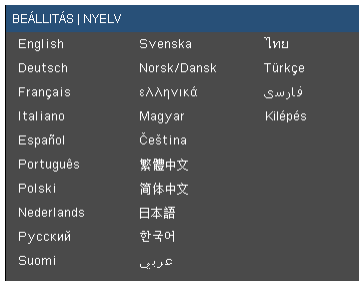 BEÁLLITÁS | NYELV
English Svenska ไทย
Deutsch Norsk/Dansk Türkçe
Français ελληνικά فارسی
Italiano Magyar Kilépés
Español Čeština
Português 繁體中文
Polski 简体中文
Nederlands 日本語
Русский 한국어
Suomi عربي